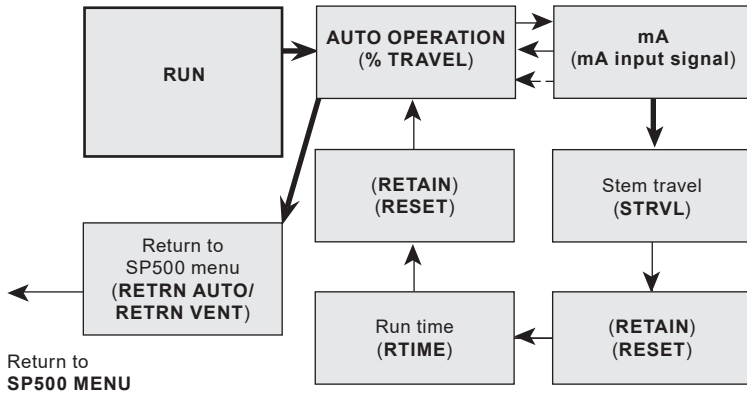 RUN
AUTO OPERATION
(% TRAVEL)
mA
(mA input signal)
(RETAIN)
(RESET)
Stem travel
(STRVL)
Return to
SP500 menu
(RETRN AUTO/
RETRN VENT)
Run time
(RTIME)
(RETAIN)
(RESET)
Return to
SP500 MENU